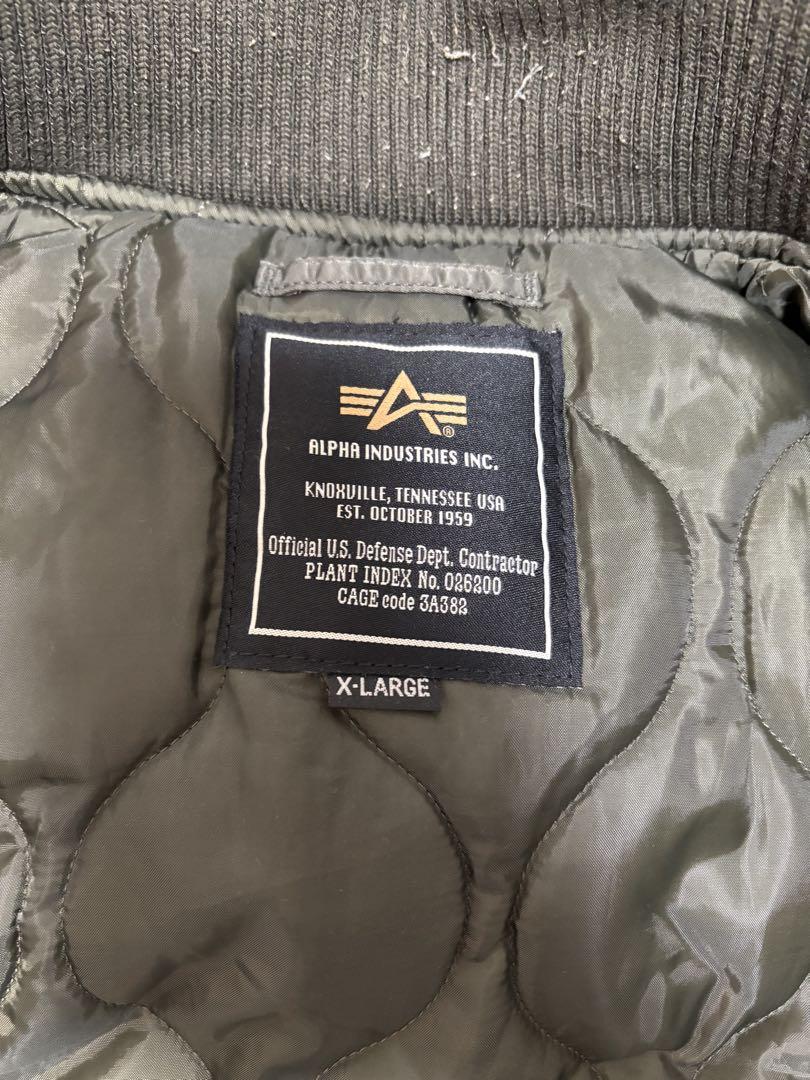 ®
ALPHA INDUSTRIES INC.
KNOXVILLE, TENNESSEE USA
EST. OCTOBER 1959
Official U.S. Defense Dept. Contractor
PLANT INDEX No. 026200
CAGE code 3A382
X-LARGE